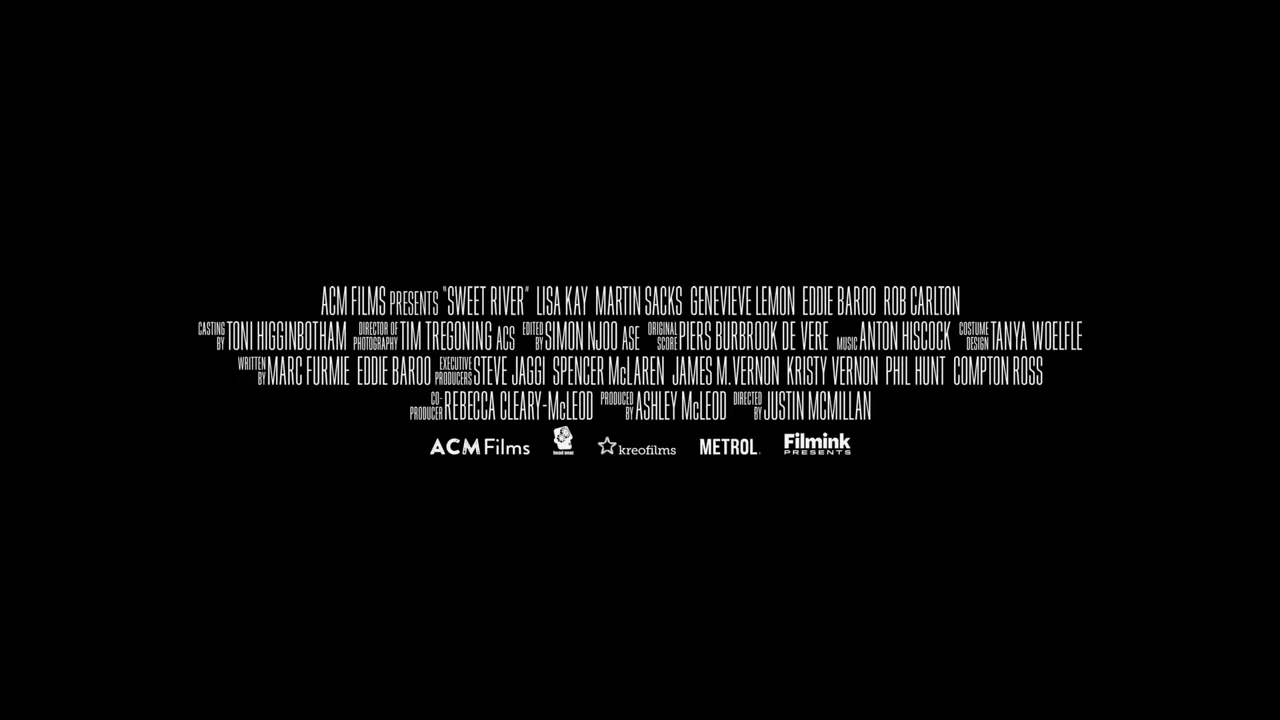 ACM FILMS PRESENTS "SWEET RIVER" LISA KAY MARTIN SACKS GENEVIEVE LEMON EDDIE BAROO ROB CARLTON
CASTING BY TONI HIGGINBOTHAM DIRECTOR OF PHOTOGRAPHY TIM TREGONING ACS EDITED BY SIMON NJOO ASE ORIGINAL SCORE PIERS BURBROOK DE VERE MUSIC ANTON HISCOCK COSTUME DESIGN TANYA WOELFLE
WRITTEN BY MARC FURMIE EDDIE BAROO EXECUTIVE PRODUCERS STEVE JAGGI SPENCER McLAREN JAMES M. VERNON KRISTY VERNON PHIL HUNT COMPTON ROSS
CO-PRODUCER REBECCA CLEARY-McLEOD PRODUCED BY ASHLEY McLEOD DIRECTED BY JUSTIN MCMILLAN
ACM Films head gear kreofilms METROL Filmink PRESENTS